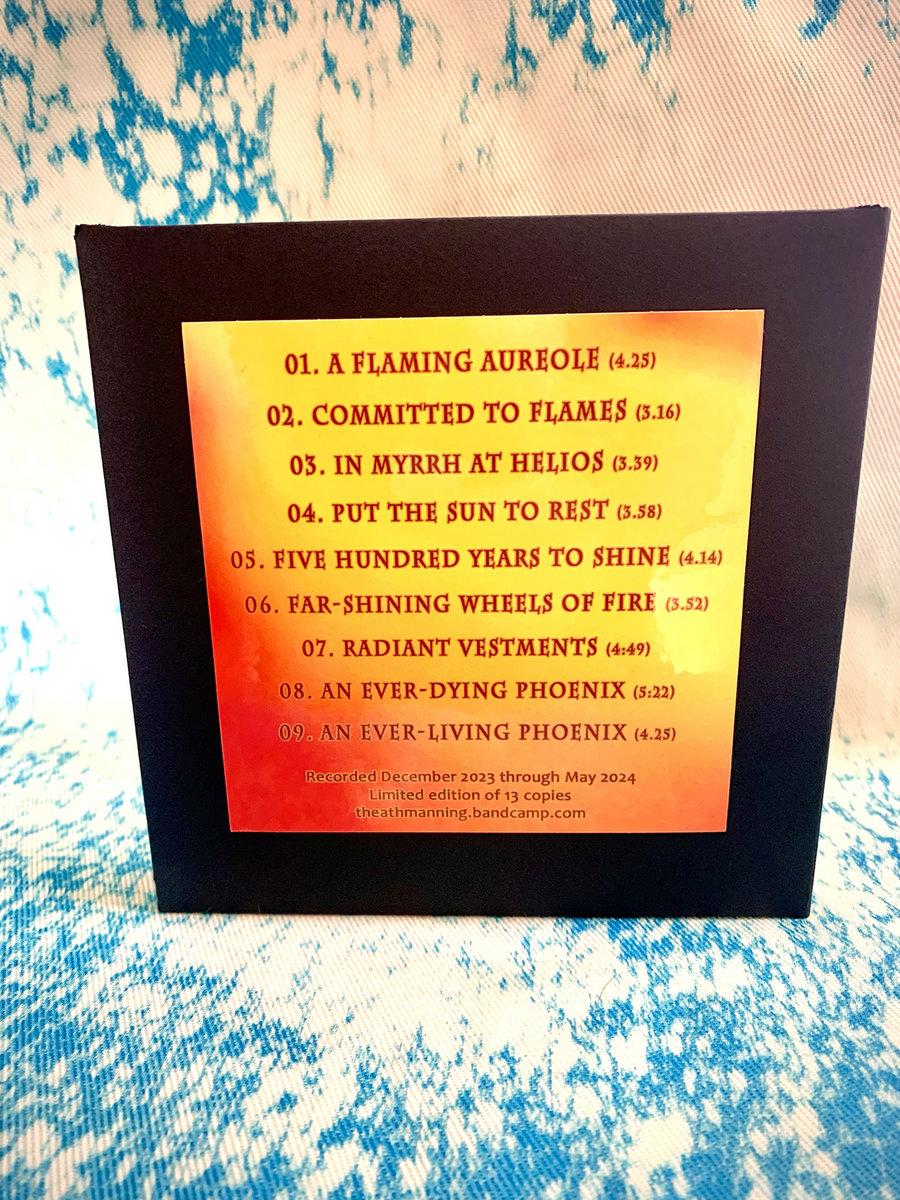 01. A FLAMING AUREOLE (4.25)
02. COMMITTED TO FLAMES (3.16)
03. IN MYRRH AT HELIOS (3.39)
04. PUT THE SUN TO REST (3.58)
05. FIVE HUNDRED YEARS TO SHINE (4.14)
06. FAR-SHINING WHEELS OF FIRE (3.52)
07. RADIANT VESTMENTS (4:49)
08. AN EVER-DYING PHOENIX (5:22)
09. AN EVER-LIVING PHOENIX (4.25)
Recorded December 2023 through May 2024
Limited edition of 13 copies
theathmanning.bandcamp.com